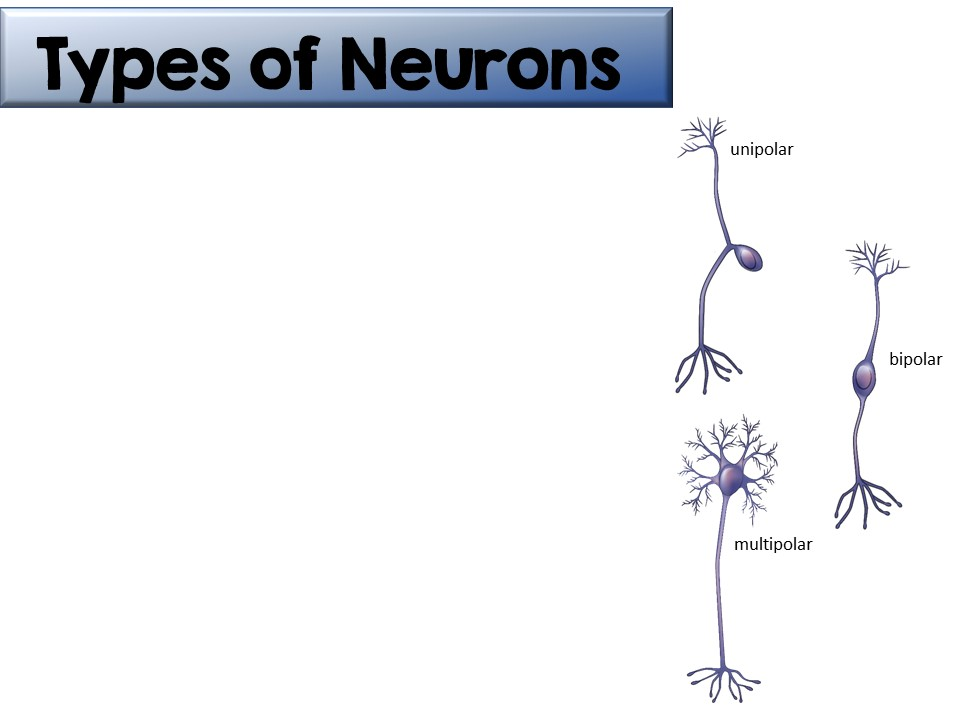 Types of Neurons
unipolar
bipolar
multipolar